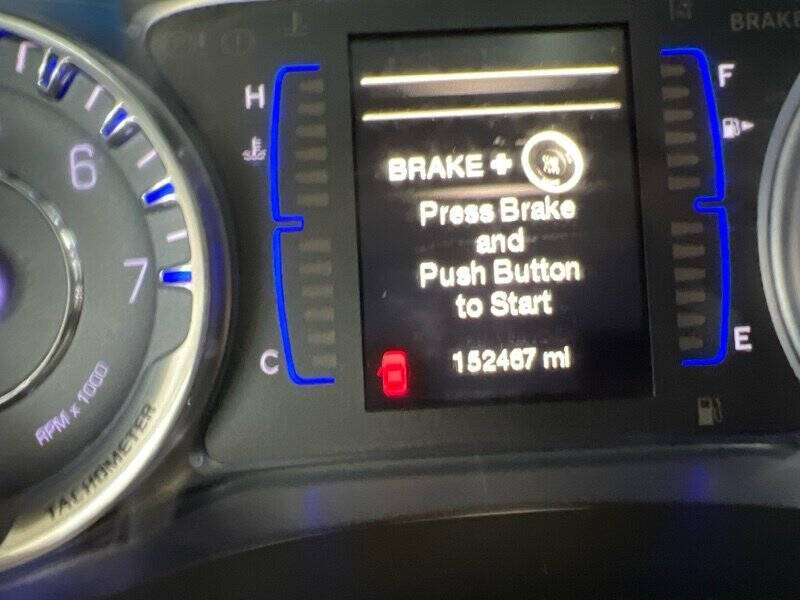 BRAKE
H
F
6
BRAKE +
Press Brake
and
Push Button
to Start
7
E
C
152467 mi
RPM x 1000
TACHOMETER